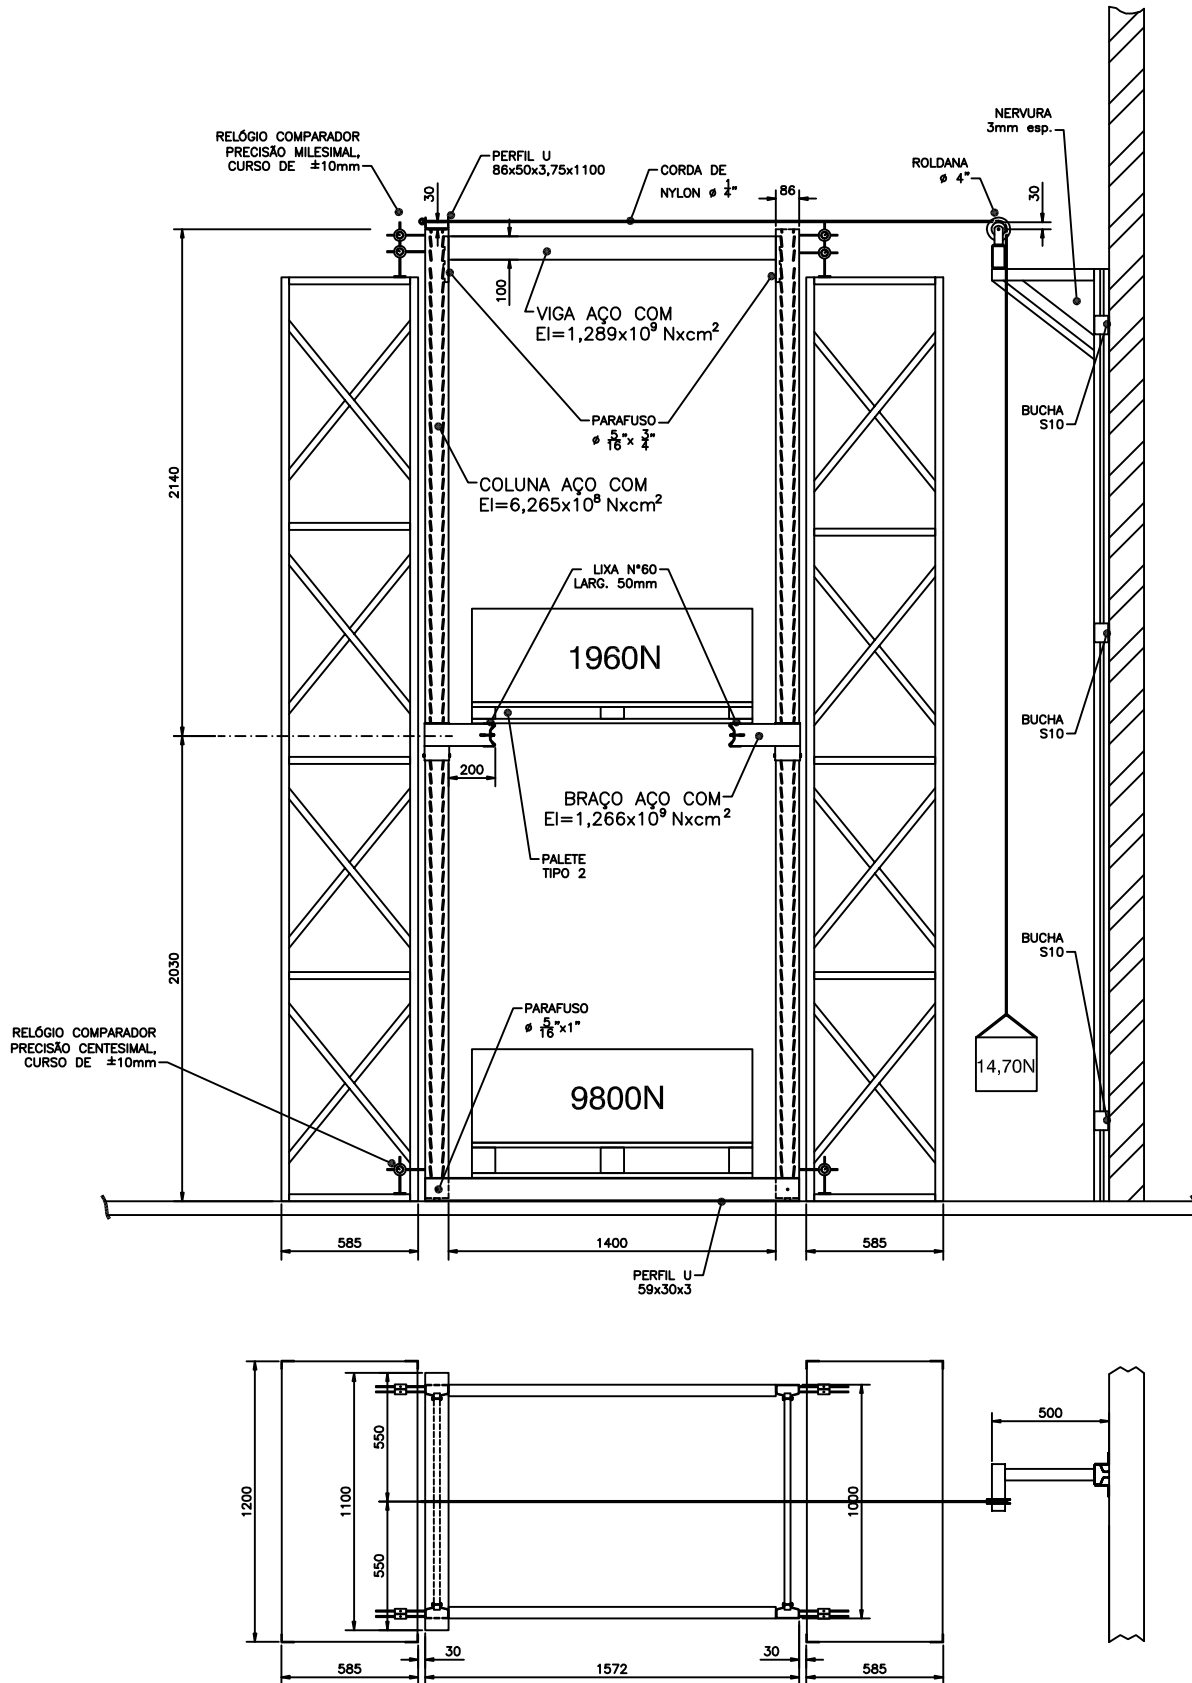 NERVURA
3mm esp.
RELÓGIO COMPARADOR
PRECISÃO MILESIMAL,
CURSO DE ±10mm
PERFIL U
86x50x3,75x1100
CORDA DE
NYLON ø 1/4"
ROLDANA
ø 4"
30
86
30
100
VIGA AÇO COM
EI=1,289x10⁹ Nxcm²
PARAFUSO
ø 5/16"x 3/4"
BUCHA
S10
2140
COLUNA AÇO COM
EI=6,265x10⁸ Nxcm²
LIXA N°60
LARG. 50mm
1960N
BUCHA
S10
200
BRAÇO AÇO COM
EI=1,266x10⁹ Nxcm²
PALETE
TIPO 2
2030
BUCHA
S10
PARAFUSO
ø 5/16"x1"
RELÓGIO COMPARADOR
PRECISÃO CENTESIMAL,
CURSO DE ±10mm
9800N
14,70N
585
1400
585
PERFIL U
59x30x3
500
550
1200
1100
1000
550
30
30
585
1572
585